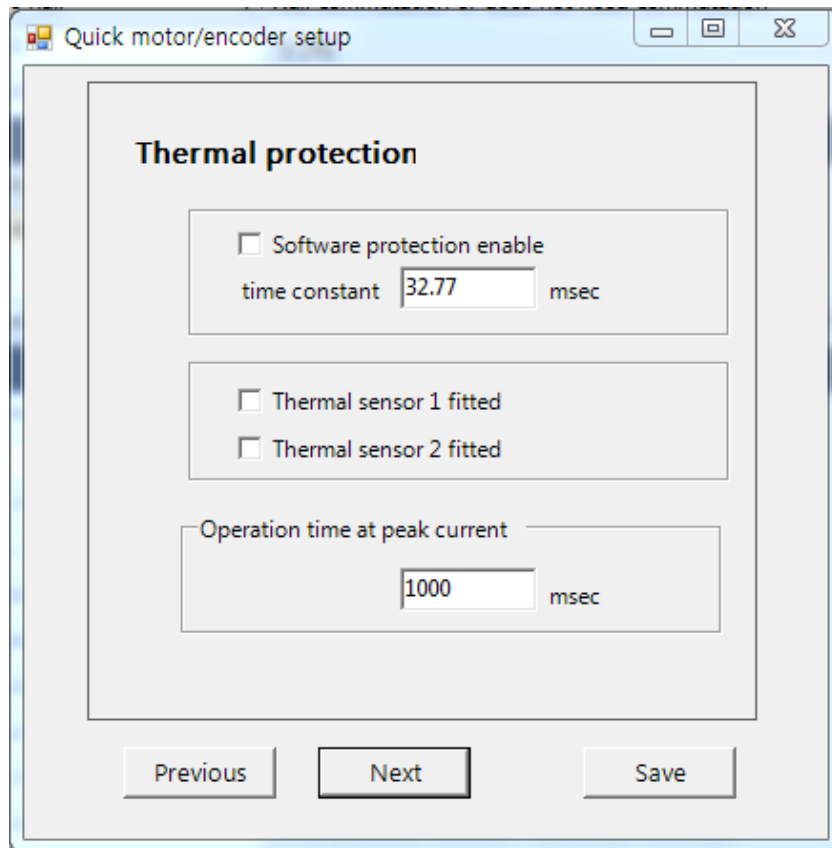 Quick motor/encoder setup
Thermal protection
Software protection enable
time constant 32.77 msec
Thermal sensor 1 fitted
Thermal sensor 2 fitted
Operation time at peak current
1000 msec
Previous Next Save